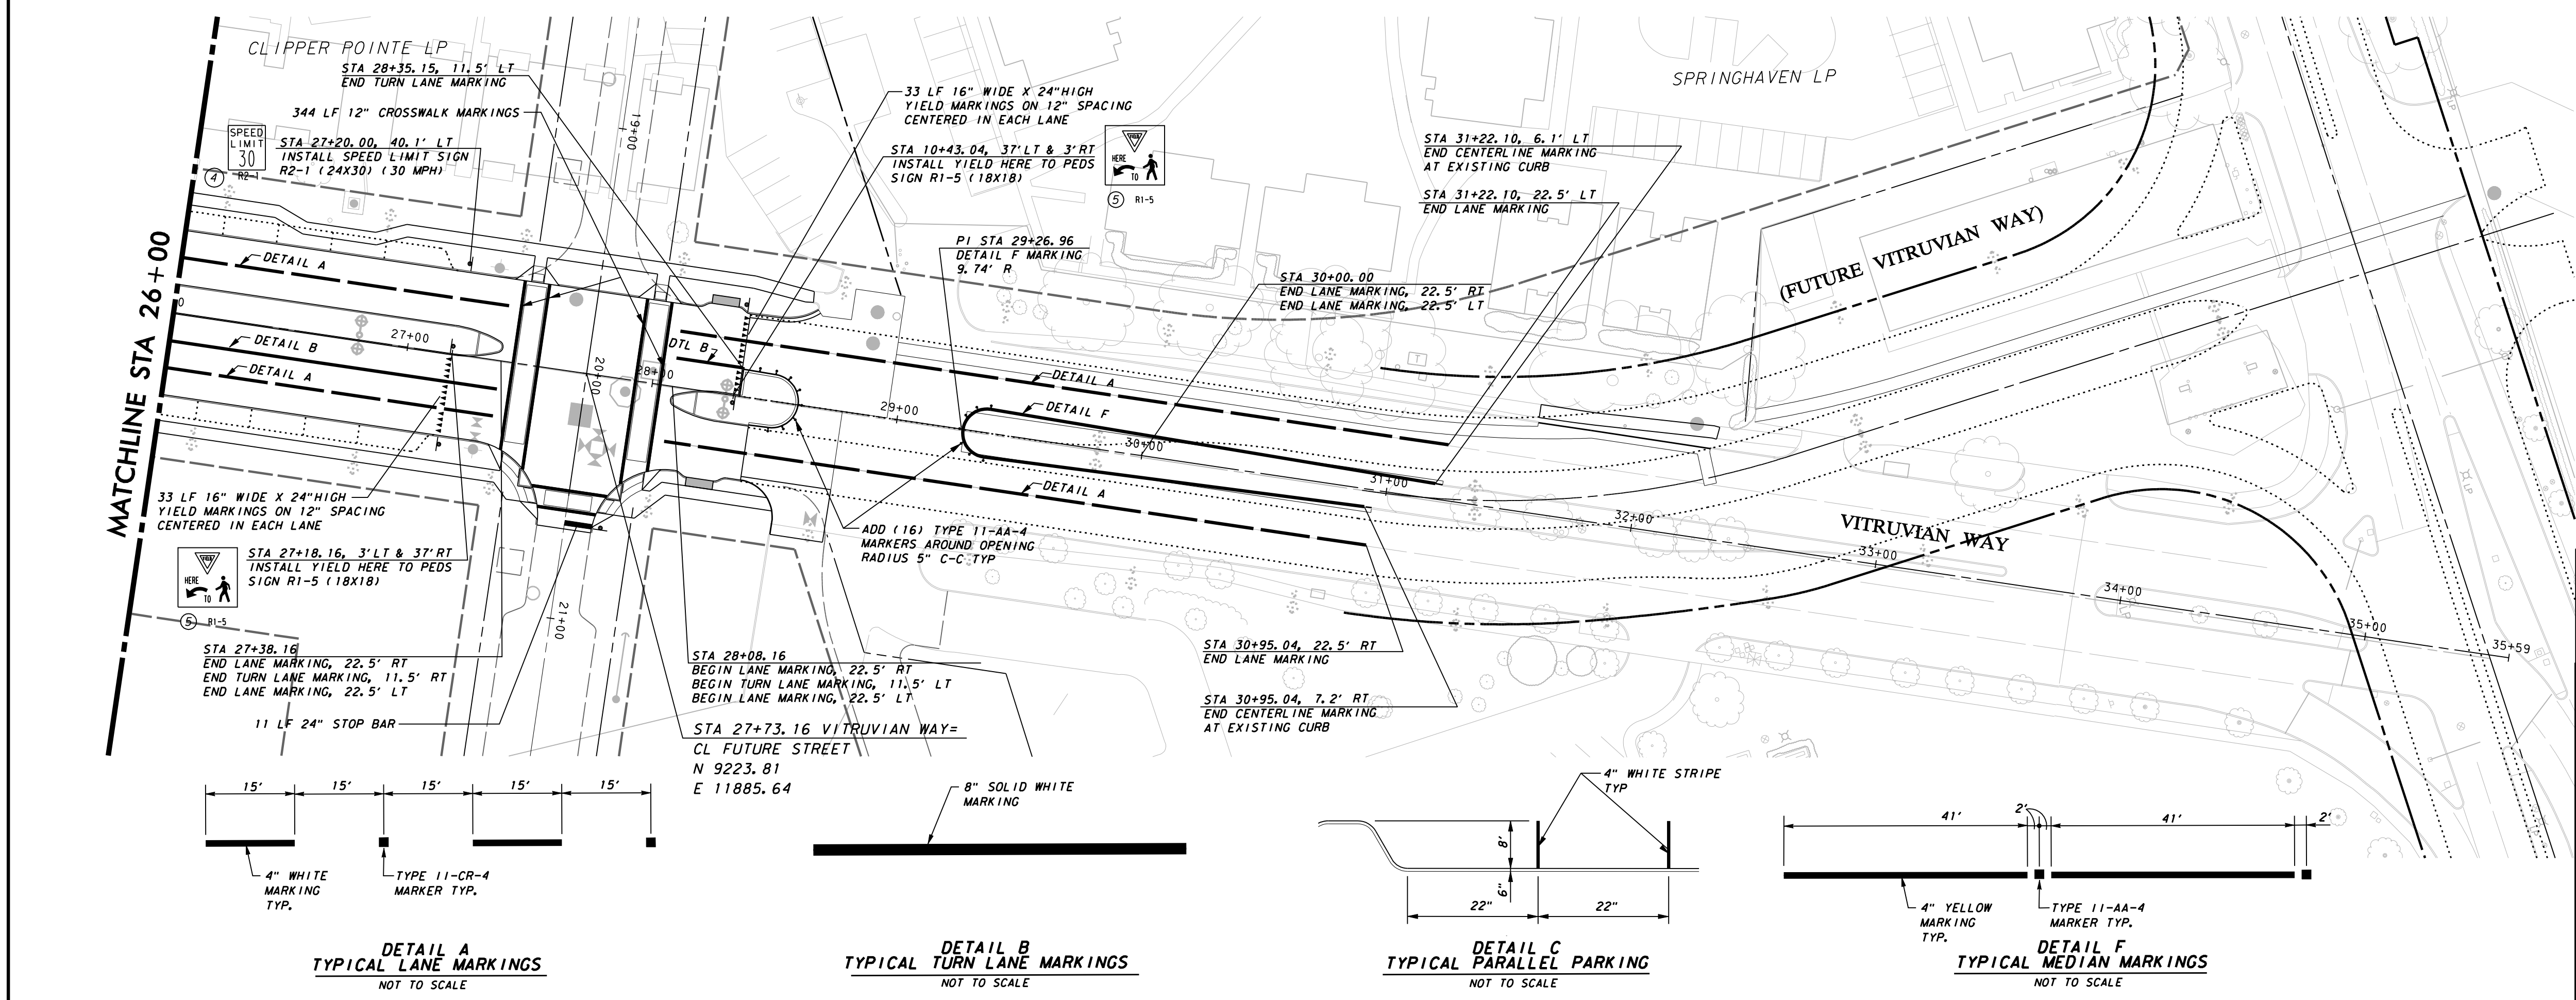 CLIPPER POINTE LP
STA 28+35.15, 11.5' LT
END TURN LANE MARKING
344 LF 12" CROSSWALK MARKINGS
SPEED
LIMIT
30
4
R2-1
STA 27+20.00, 40.1' LT
INSTALL SPEED LIMIT SIGN
R2-1 (24X30) (30 MPH)
19+00
33 LF 16" WIDE X 24"HIGH
YIELD MARKINGS ON 12" SPACING
CENTERED IN EACH LANE
STA 10+43.04, 37'LT & 3'RT
INSTALL YIELD HERE TO PEDS
SIGN R1-5 (18X18)
HERE
TO
5
R1-5
SPRINGHAVEN LP
STA 31+22.10, 6.1' LT
END CENTERLINE MARKING
AT EXISTING CURB
STA 31+22.10, 22.5' LT
END LANE MARKING
PI STA 29+26.96
DETAIL F MARKING
9.74' R
STA 30+00.00
END LANE MARKING, 22.5' RT
END LANE MARKING, 22.5' LT
(FUTURE VITRUVIAN WAY)
MATCHLINE STA 26+00
DETAIL A
27+00
DETAIL B
DETAIL A
DTL B
28+00
20+00
29+00
DETAIL A
DETAIL F
30+00
31+00
DETAIL A
32+00
VITRUVIAN WAY
33+00
34+00
35+00
35+59
LP
LP
LP
T
33 LF 16" WIDE X 24"HIGH
YIELD MARKINGS ON 12" SPACING
CENTERED IN EACH LANE
HERE
TO
5
R1-5
STA 27+18.16, 3'LT & 37'RT
INSTALL YIELD HERE TO PEDS
SIGN R1-5 (18X18)
21+00
ADD (16) TYPE II-AA-4
MARKERS AROUND OPENING
RADIUS 5" C-C TYP
STA 27+38.16
END LANE MARKING, 22.5' RT
END TURN LANE MARKING, 11.5' RT
END LANE MARKING, 22.5' LT
11 LF 24" STOP BAR
STA 28+08.16
BEGIN LANE MARKING, 22.5' RT
BEGIN TURN LANE MARKING, 11.5' LT
BEGIN LANE MARKING, 22.5' LT
STA 27+73.16 VITRUVIAN WAY=
CL FUTURE STREET
N 9223.81
E 11885.64
STA 30+95.04, 22.5' RT
END LANE MARKING
STA 30+95.04, 7.2' RT
END CENTERLINE MARKING
AT EXISTING CURB
15' 15' 15' 15' 15'
4" WHITE
MARKING
TYP.
TYPE II-CR-4
MARKER TYP.
DETAIL A
TYPICAL LANE MARKINGS
NOT TO SCALE
8" SOLID WHITE
MARKING
DETAIL B
TYPICAL TURN LANE MARKINGS
NOT TO SCALE
4" WHITE STRIPE
TYP
8'
6"
22" 22"
DETAIL C
TYPICAL PARALLEL PARKING
NOT TO SCALE
41' 2' 41' 2'
4" YELLOW
MARKING
TYP.
TYPE II-AA-4
MARKER TYP.
DETAIL F
TYPICAL MEDIAN MARKINGS
NOT TO SCALE